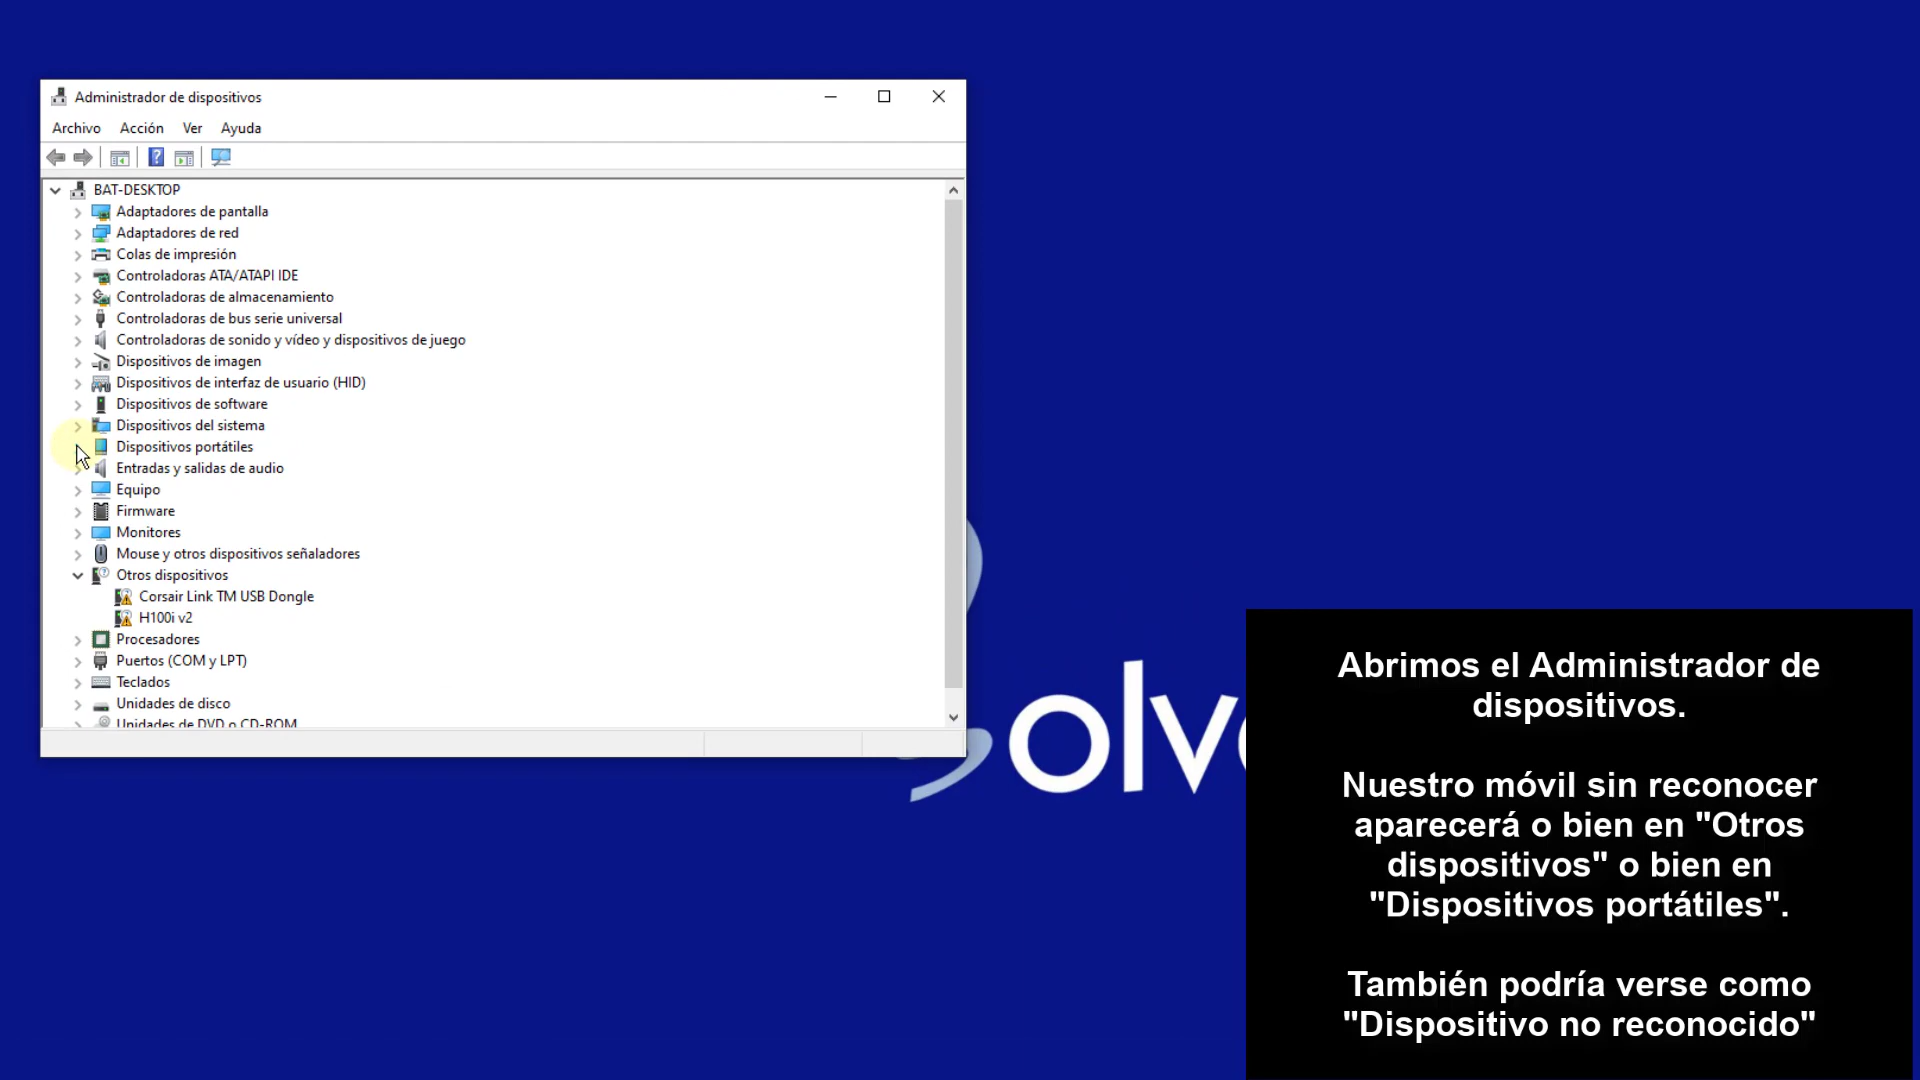 Administrador de dispositivos
Archivo Acción Ver Ayuda
BAT-DESKTOP
Adaptadores de pantalla
Adaptadores de red
Colas de impresión
Controladoras ATA/ATAPI IDE
Controladoras de almacenamiento
Controladoras de bus serie universal
Controladoras de sonido y vídeo y dispositivos de juego
Dispositivos de imagen
Dispositivos de interfaz de usuario (HID)
Dispositivos de software
Dispositivos del sistema
Dispositivos portátiles
Entradas y salidas de audio
Equipo
Firmware
Monitores
Mouse y otros dispositivos señaladores
Otros dispositivos
Corsair Link TM USB Dongle
H100i v2
Procesadores
Puertos (COM y LPT)
Teclados
Unidades de disco
Unidades de DVD o CD-ROM
olv
Abrimos el Administrador de
dispositivos.
Nuestro móvil sin reconocer
aparecerá o bien en "Otros
dispositivos" o bien en
"Dispositivos portátiles".
También podría verse como
"Dispositivo no reconocido"